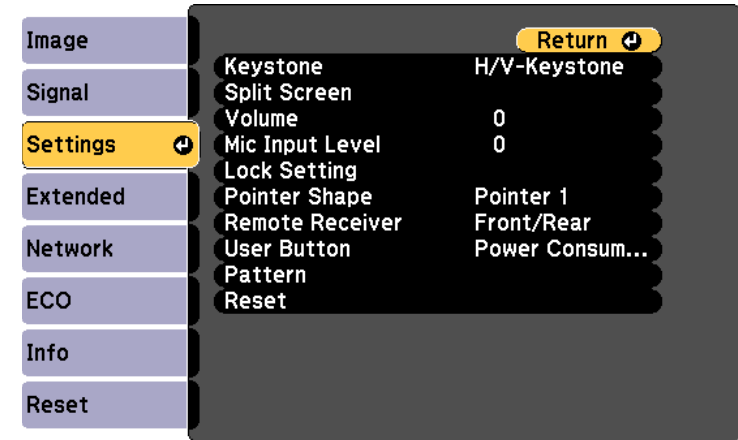 Image
Signal
Settings
Extended
Network
ECO
Info
Reset
Return
Keystone H/V-Keystone
Split Screen
Volume 0
Mic Input Level 0
Lock Setting
Pointer Shape Pointer 1
Remote Receiver Front/Rear
User Button Power Consum...
Pattern
Reset